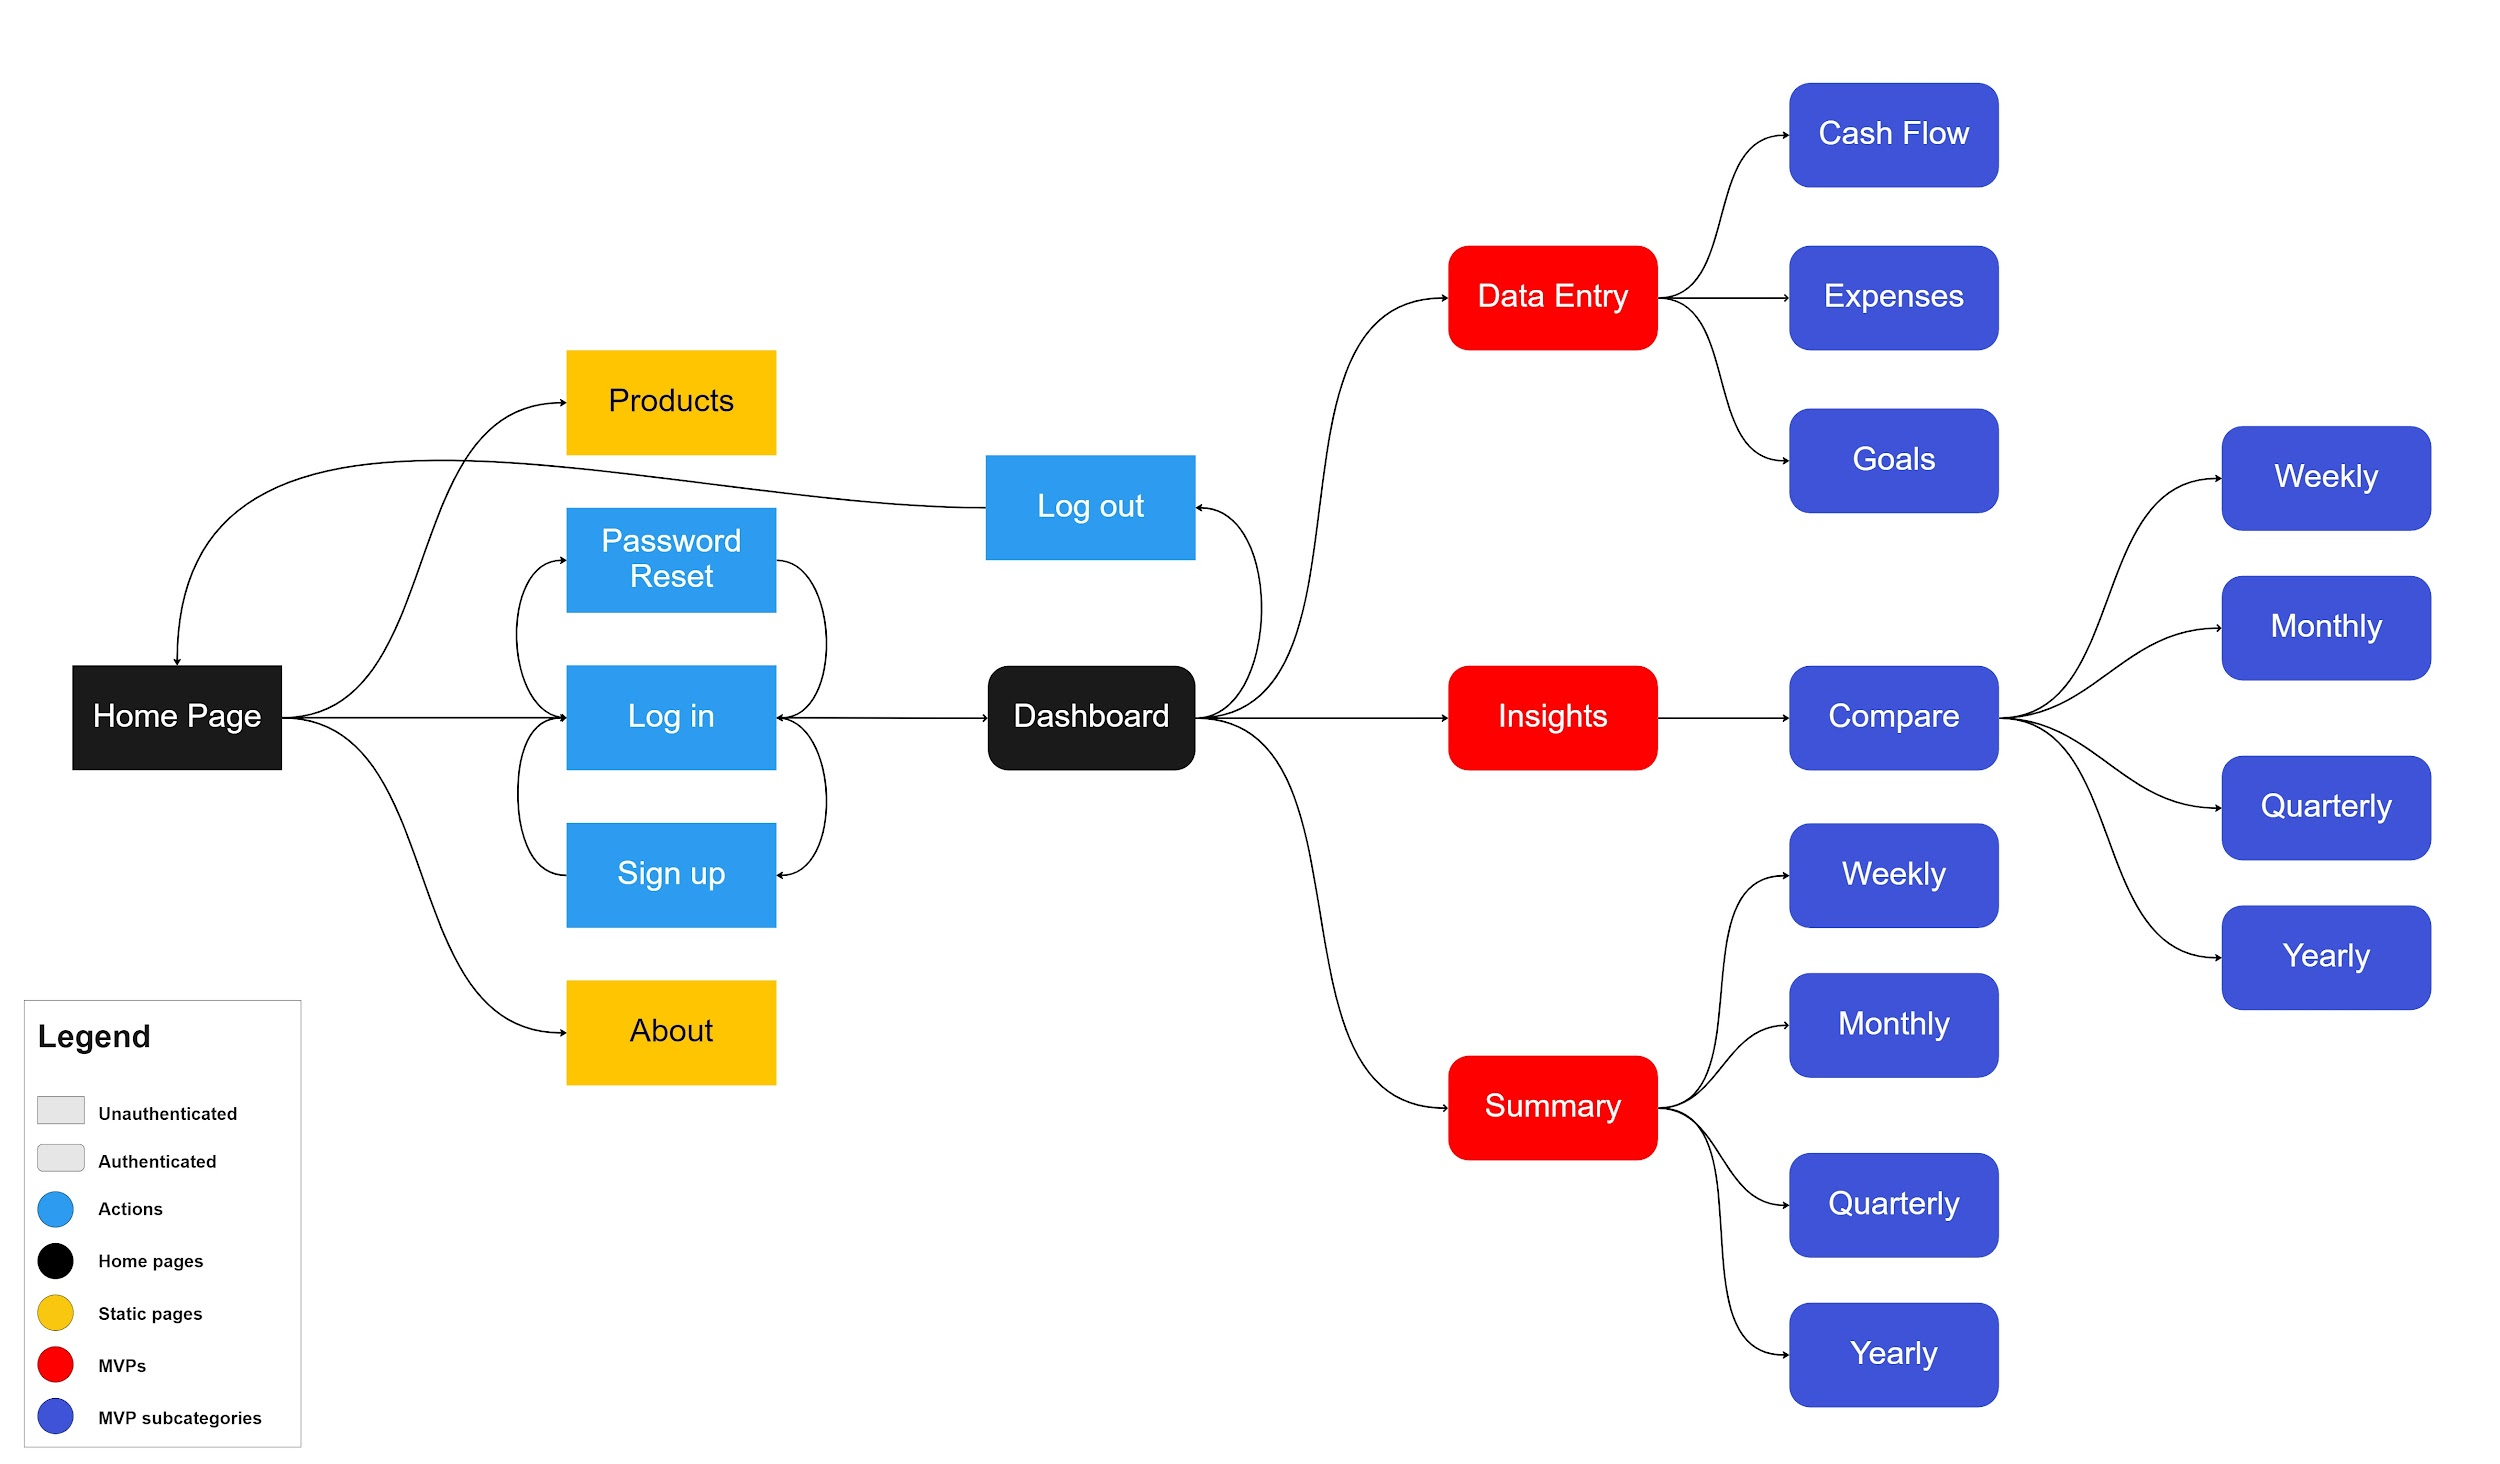 Cash Flow
Data Entry
Expenses
Products
Goals
Weekly
Log out
Password
Reset
Monthly
Home Page
Log in
Dashboard
Insights
Compare
Quarterly
Sign up
Weekly
Yearly
About
Monthly
Summary
Quarterly
Yearly
Legend
Unauthenticated
Authenticated
Actions
Home pages
Static pages
MVPs
MVP subcategories